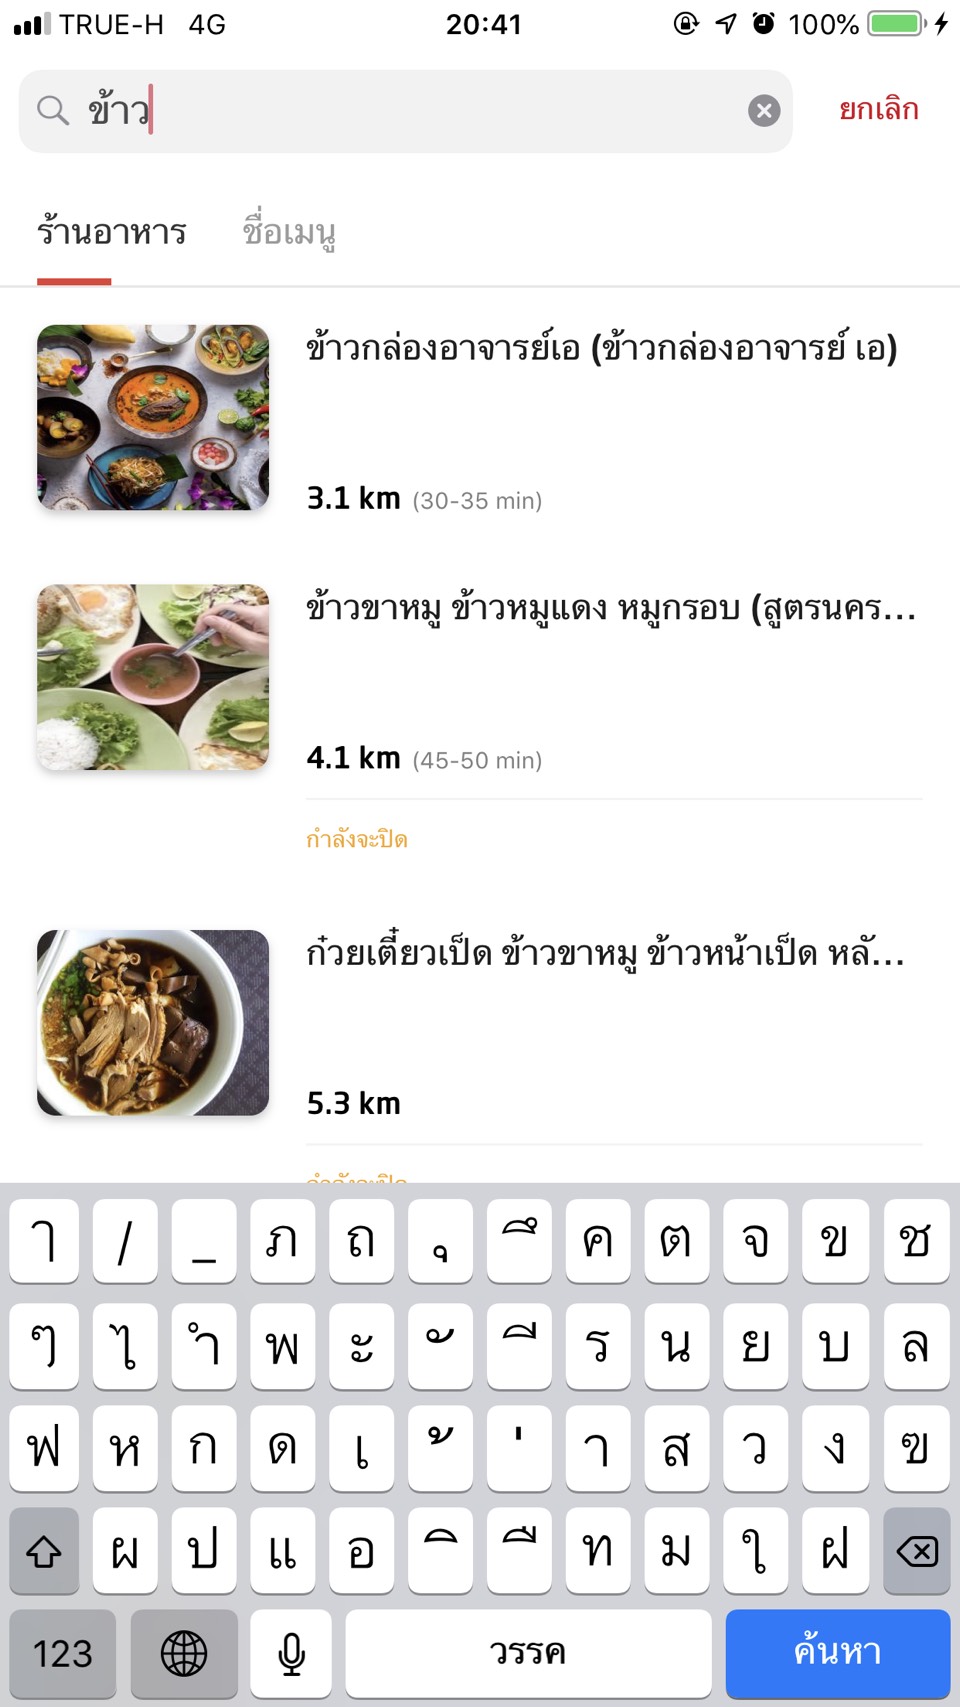 TRUE-H 4G 20:41 100%
ข้าว ยกเลิก
ร้านอาหาร ชื่อเมนู
ข้าวกล่องอาจารย์เอ (ข้าวกล่องอาจารย์ เอ)
3.1 km (30-35 min)
ข้าวขาหมู ข้าวหมูแดง หมูกรอบ (สูตรนคร...
4.1 km (45-50 min)
กำลังจะปิด
ก๋วยเตี๋ยวเป็ด ข้าวขาหมู ข้าวหน้าเป็ด หลั...
5.3 km
กำลังจะปิด
ๅ / _ ภ ถ ุ ึ ค ต จ ข ช
ๆ ไ ำ พ ะ ั ี ร น ย บ ล
ฟ ห ก ด เ ้ ่ า ส ว ง ฃ
ผ ป แ อ ิ ื ท ม ใ ฝ
123 วรรค ค้นหา